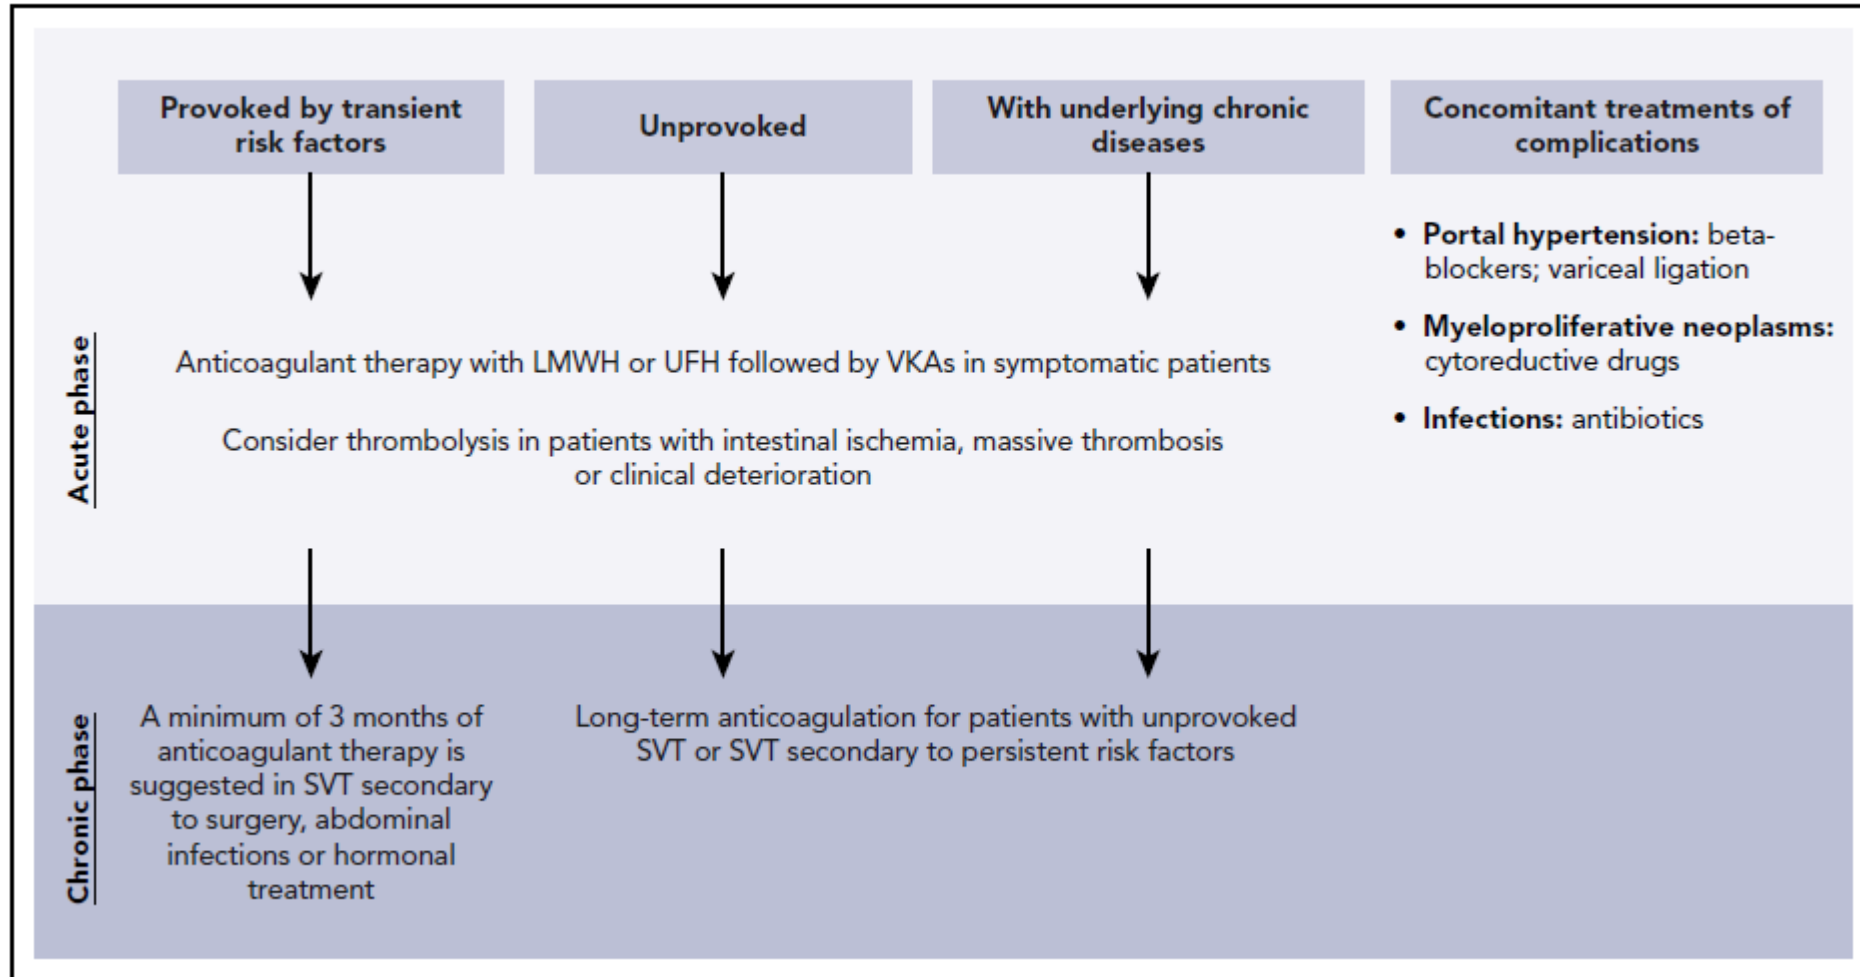 Provoked by transient
risk factors
Unprovoked
With underlying chronic
diseases
Concomitant treatments of
complications
• Portal hypertension: beta-
blockers; variceal ligation
• Myeloproliferative neoplasms:
cytoreductive drugs
• Infections: antibiotics
Acute phase
Anticoagulant therapy with LMWH or UFH followed by VKAs in symptomatic patients
Consider thrombolysis in patients with intestinal ischemia, massive thrombosis
or clinical deterioration
Chronic phase
A minimum of 3 months of
anticoagulant therapy is
suggested in SVT secondary
to surgery, abdominal
infections or hormonal
treatment
Long-term anticoagulation for patients with unprovoked
SVT or SVT secondary to persistent risk factors